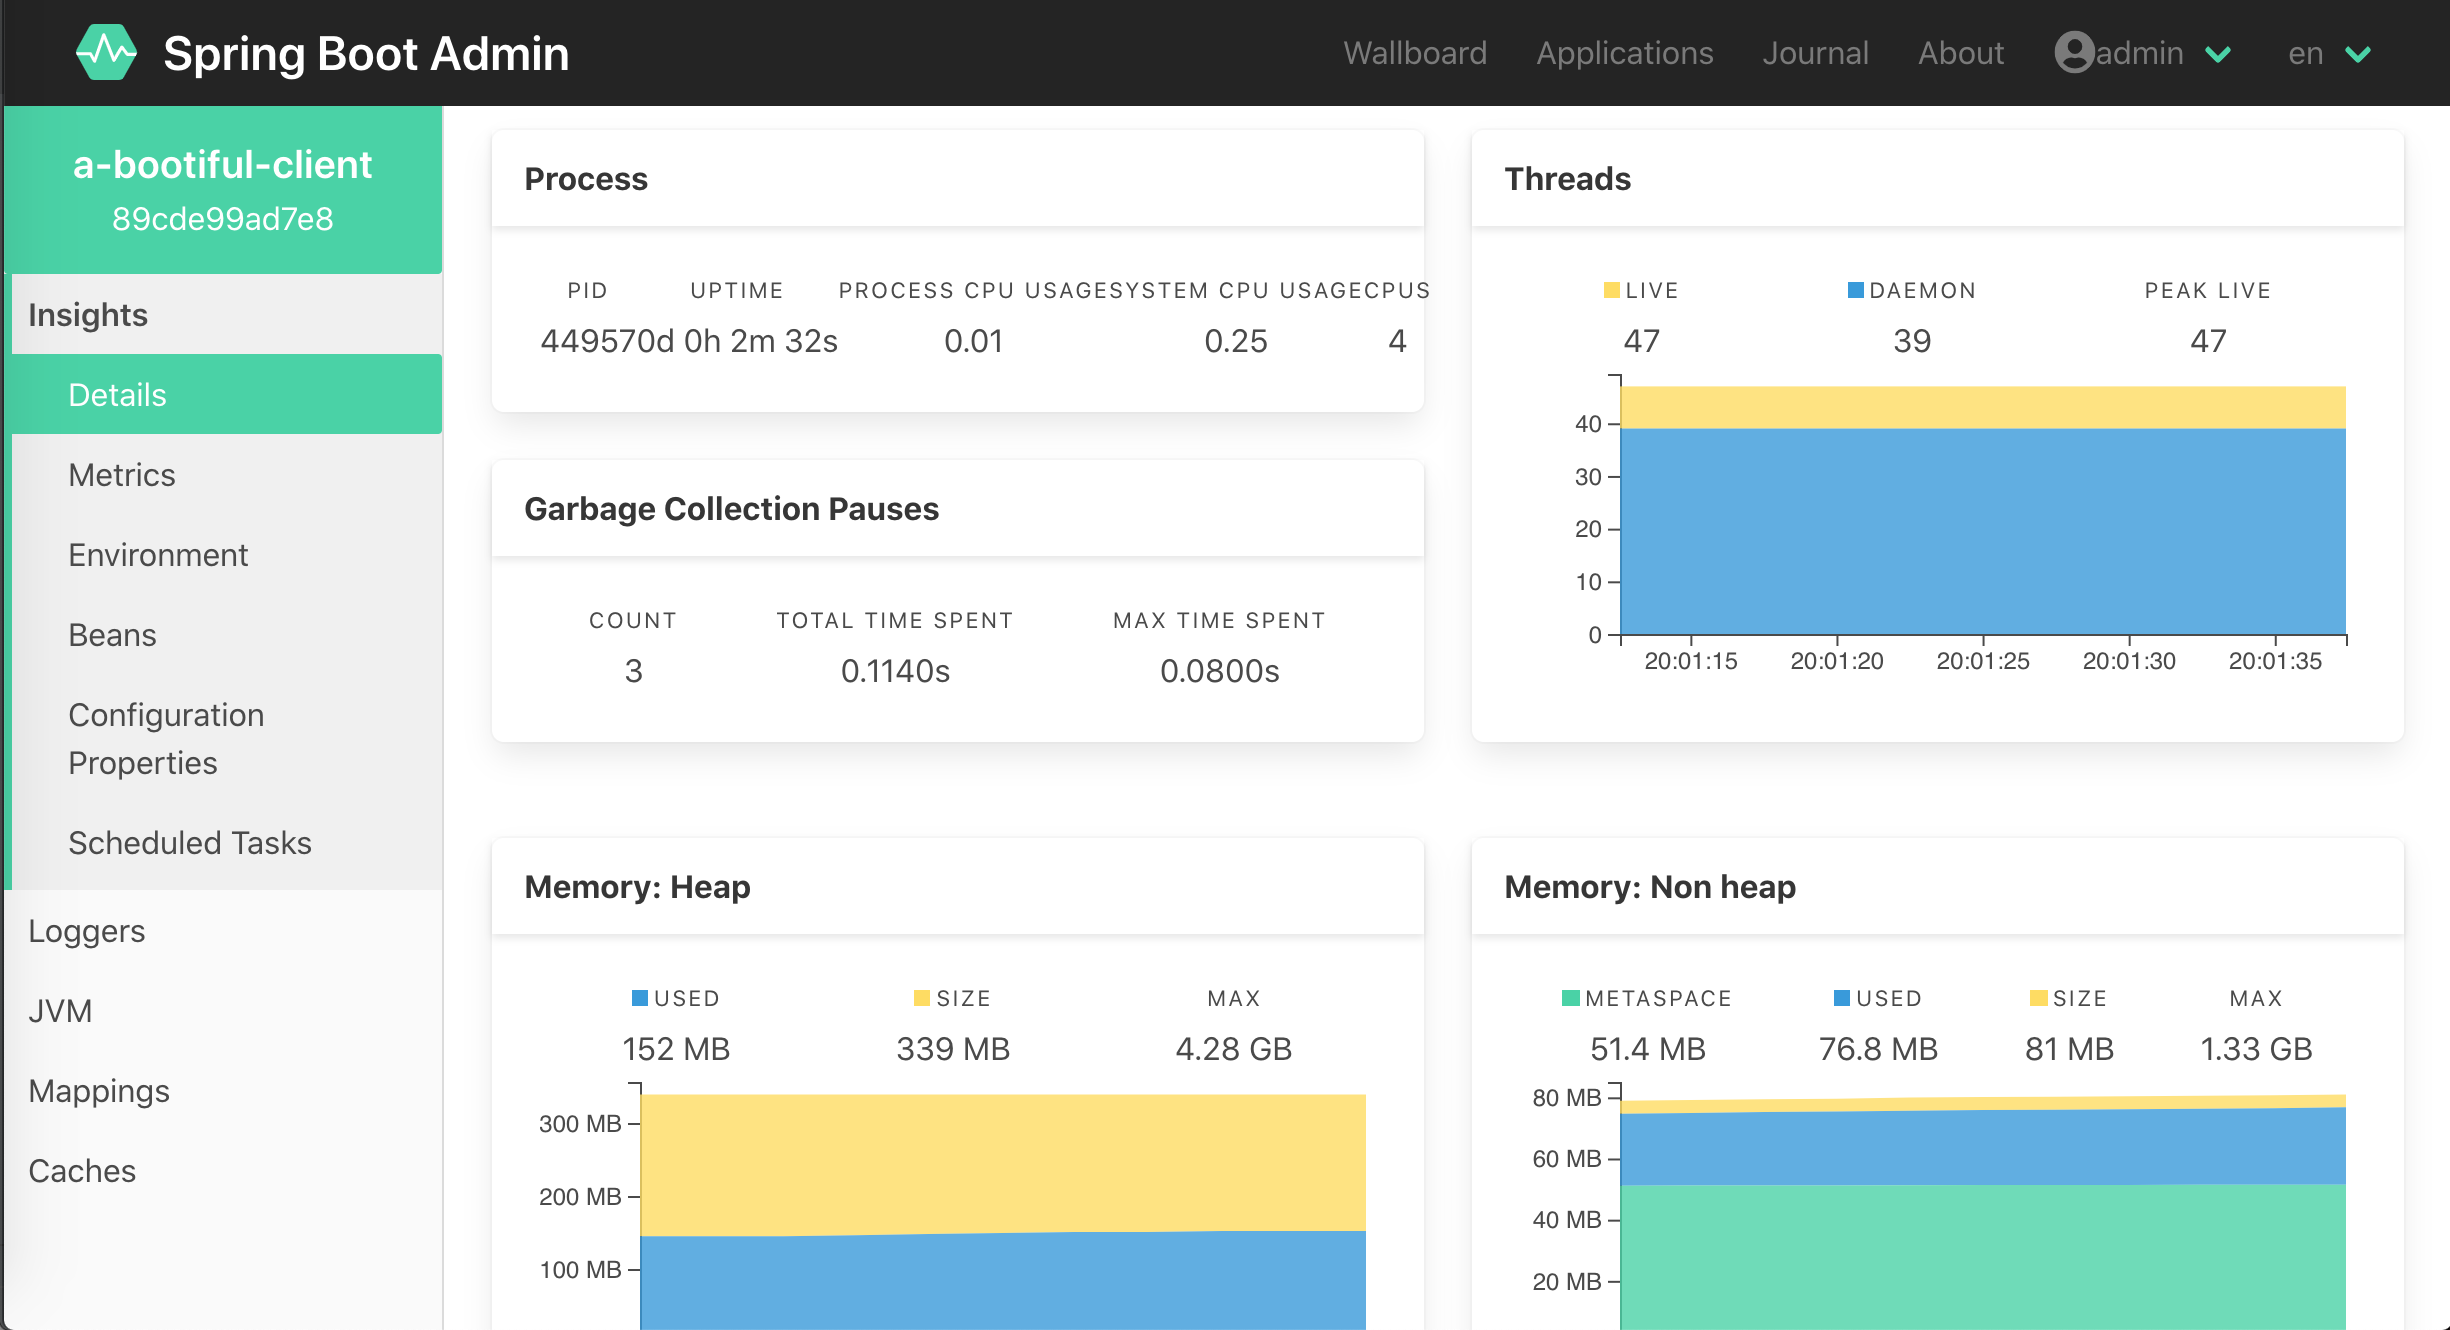 Spring Boot Admin
Wallboard Applications Journal About admin en
a-bootiful-client
89cde99ad7e8
Insights
Details
Metrics
Environment
Beans
Configuration
Properties
Scheduled Tasks
Loggers
JVM
Mappings
Caches
Process
PID UPTIME PROCESS CPU USAGE SYSTEM CPU USAGE CPUS
44957 0d 0h 2m 32s 0.01 0.25 4
Garbage Collection Pauses
COUNT TOTAL TIME SPENT MAX TIME SPENT
3 0.1140s 0.0800s
Threads
LIVE DAEMON PEAK LIVE
47 39 47
40
30
20
10
0
20:01:15 20:01:20 20:01:25 20:01:30 20:01:35
Memory: Heap
USED SIZE MAX
152 MB 339 MB 4.28 GB
300 MB
200 MB
100 MB
Memory: Non heap
METASPACE USED SIZE MAX
51.4 MB 76.8 MB 81 MB 1.33 GB
80 MB
60 MB
40 MB
20 MB